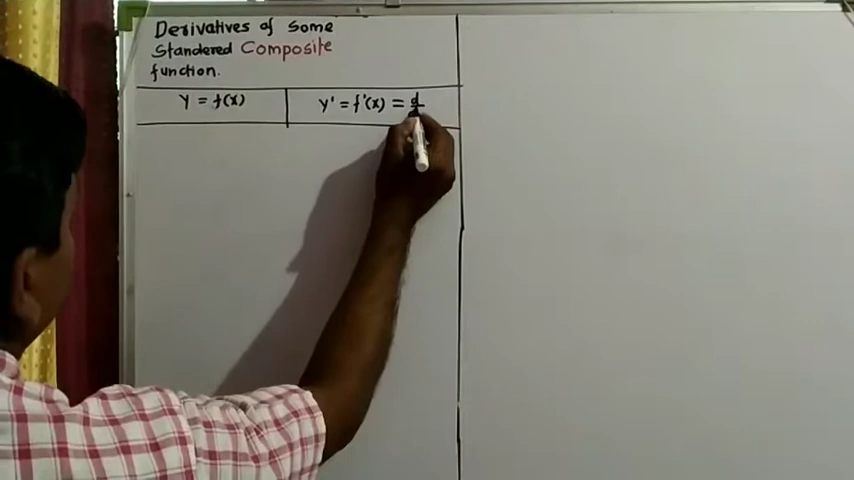 Derivatives of Some
Standered Composite
function.
y = f(x) y' = f'(x) = d